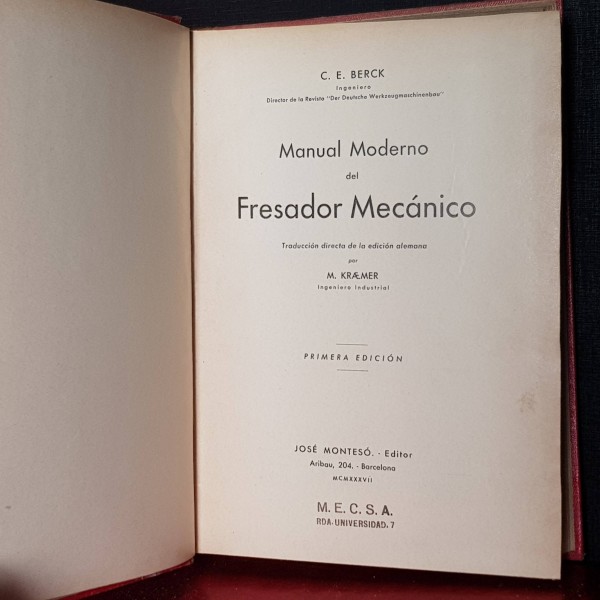 C. E. BERCK
Ingeniero
Director de la Revista "Der Deutsche Werkzeugmaschinenbau"
Manual Moderno
del
Fresador Mecánico
Traducción directa de la edición alemana
por
M. KRÆMER
Ingeniero Industrial
PRIMERA EDICIÓN
JOSÉ MONTESÓ. - Editor
Aribau, 204. - Barcelona
MCMXXXVII
M. E. C. S. A.
RDA. UNIVERSIDAD. 7